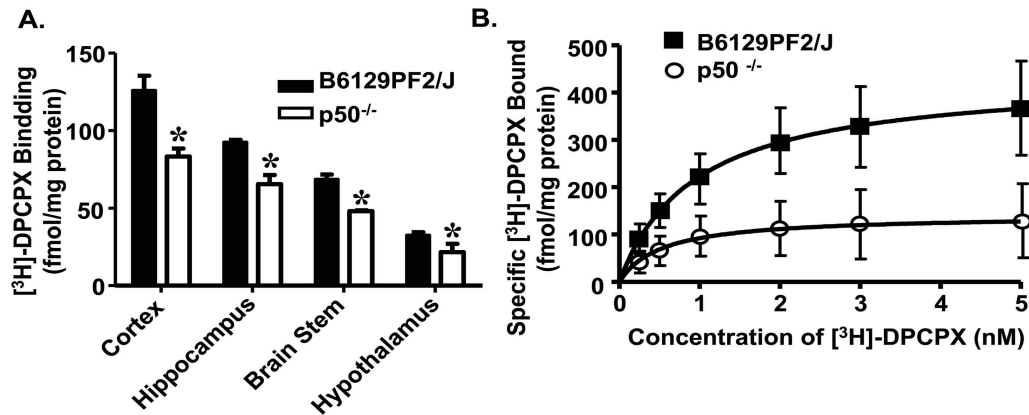 A.
[³H]-DPCPX Bindding
(fmol/mg protein)
150
100
50
0
B6129PF2/J
p50-/-
*
*
*
*
Cortex
Hippocampus
Brain Stem
Hypothalamus
B.
Specific [³H]-DPCPX Bound
(fmol/mg protein)
500
400
300
200
100
0
B6129PF2/J
p50 -/-
0 1 2 3 4 5
Concentration of [³H]-DPCPX (nM)